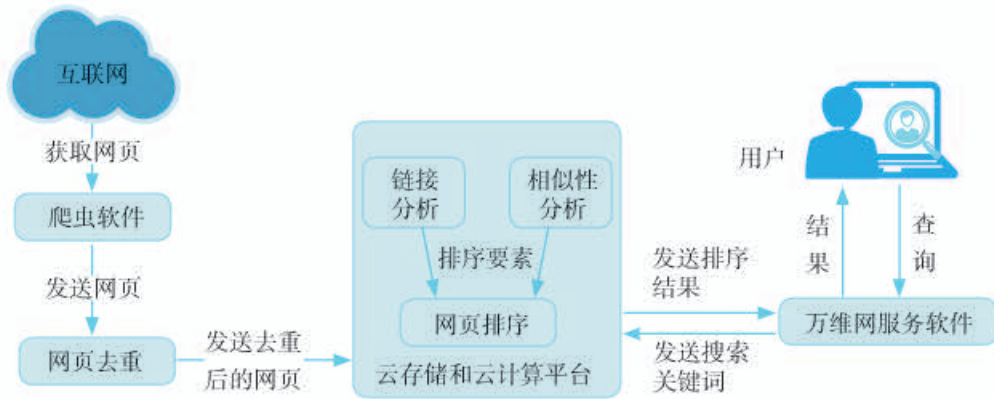 互联网
获取网页
爬虫软件
发送网页
网页去重
发送去重
后的网页
链接
分析
相似性
分析
排序要素
网页排序
云存储和云计算平台
发送排序
结果
发送搜索
关键词
用户
结
果
查
询
万维网服务软件